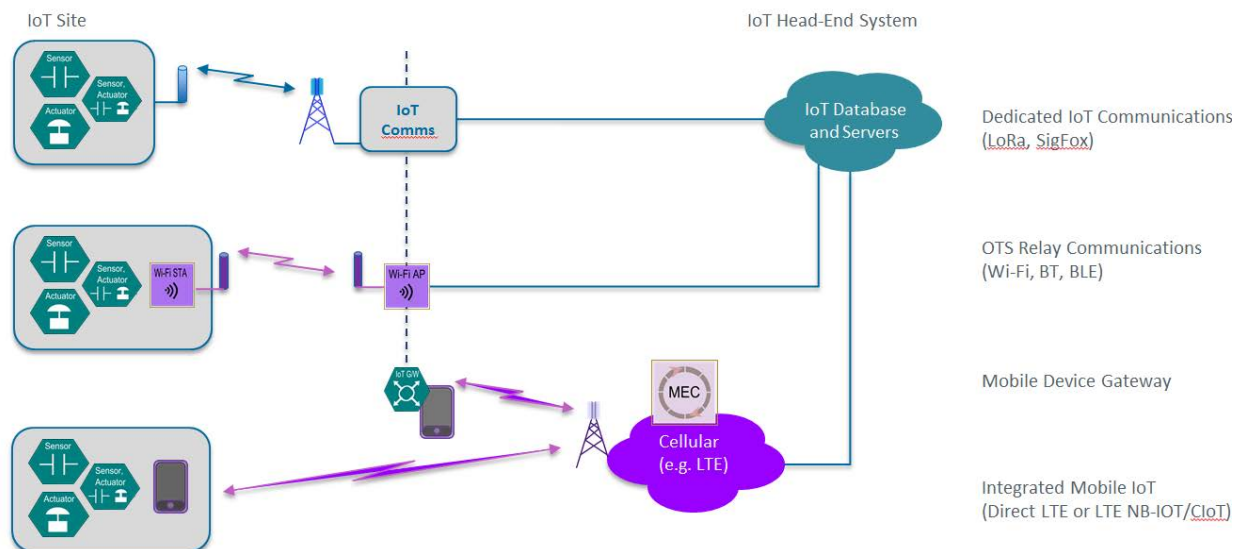 IoT Site
IoT Head-End System
Sensor
Sensor,
Actuator
Actuator
IoT
Comms
IoT Database
and Servers
Dedicated IoT Communications
(LoRa, SigFox)
Sensor
Sensor,
Actuator
Actuator
Wi-Fi STA
Wi-Fi AP
OTS Relay Communications
(Wi-Fi, BT, BLE)
IoT G/W
MEC
Mobile Device Gateway
Cellular
(e.g. LTE)
Sensor
Sensor,
Actuator
Actuator
Integrated Mobile IoT
(Direct LTE or LTE NB-IOT/CIoT)